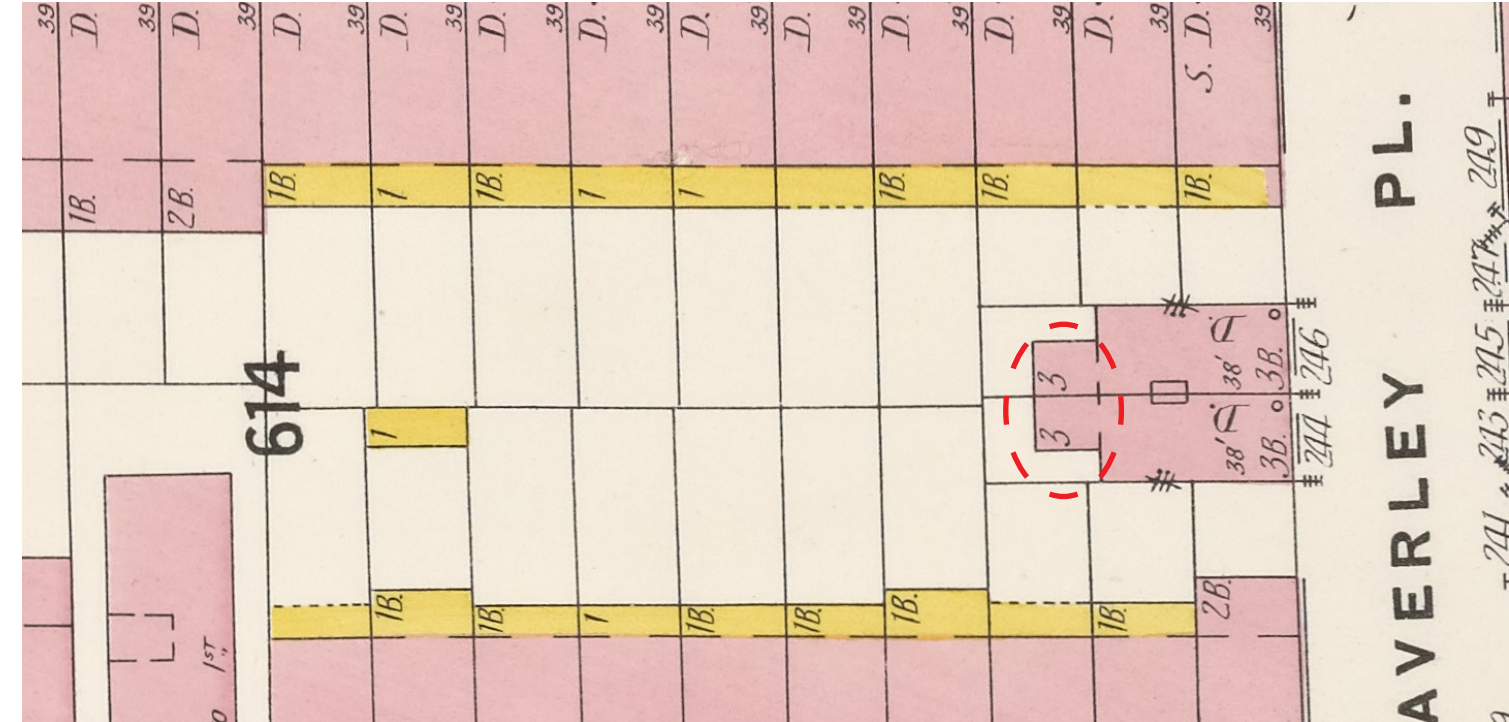 39 D. 39 D. 39 D. 39 D. 39 D. 39 D. 39 D. 39 D. 39 D. 39 D. 39 D. 39 S. D. 39
1B. 2B. 1B. 1 1B. 1 1 1B. 1B. 1B.
614
1
3 38' D. 3B. 246
3 38' D. 3B. 244
1B. 1B. 1 1B. 1B. 1B. 1B. 2B.
1ST
AVERLEY PL.
241 243 245 247 249